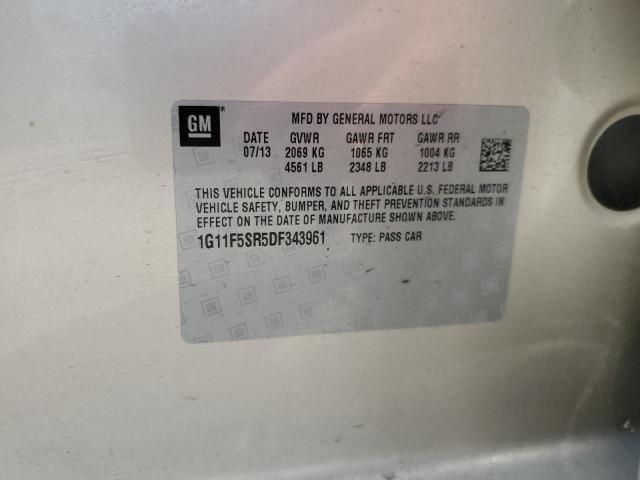 GM MFD BY GENERAL MOTORS LLC
DATE GVWR GAWR FRT GAWR RR
07/13 2069 KG 1065 KG 1004 KG
4561 LB 2348 LB 2213 LB
THIS VEHICLE CONFORMS TO ALL APPLICABLE U.S. FEDERAL MOTOR
VEHICLE SAFETY, BUMPER, AND THEFT PREVENTION STANDARDS IN
EFFECT ON THE DATE OF MANUFACTURE SHOWN ABOVE.
1G11F5SR5DF343961 TYPE: PASS CAR